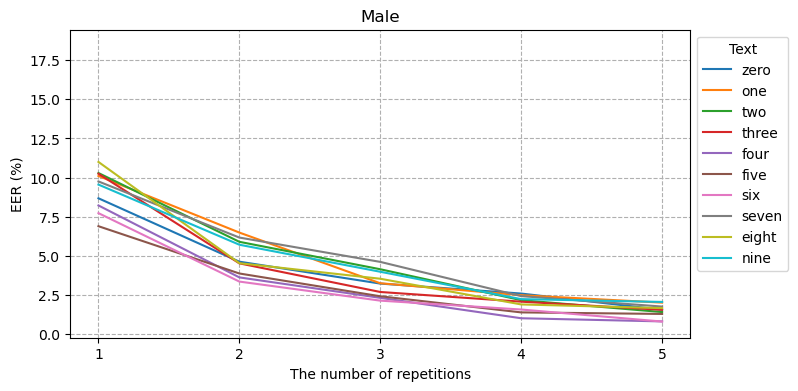 Male
EER (%)
17.5
15.0
12.5
10.0
7.5
5.0
2.5
0.0
1 2 3 4 5
The number of repetitions
Text
zero
one
two
three
four
five
six
seven
eight
nine